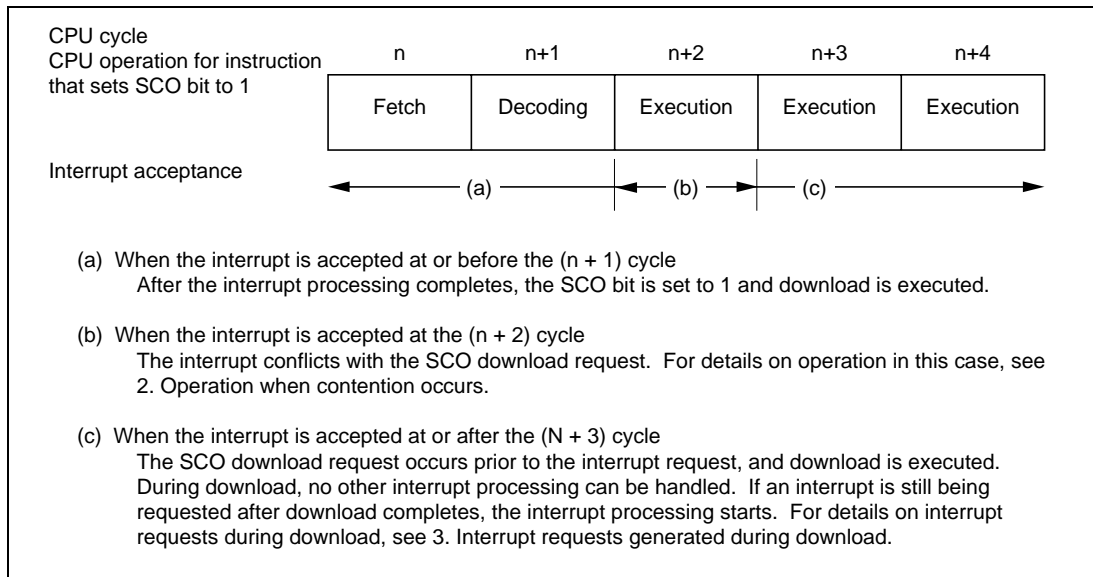 CPU cycle
CPU operation for instruction
that sets SCO bit to 1
n n+1 n+2 n+3 n+4
Fetch Decoding Execution Execution Execution
Interrupt acceptance
(a) (b) (c)
(a) When the interrupt is accepted at or before the (n + 1) cycle
After the interrupt processing completes, the SCO bit is set to 1 and download is executed.
(b) When the interrupt is accepted at the (n + 2) cycle
The interrupt conflicts with the SCO download request. For details on operation in this case, see
2. Operation when contention occurs.
(c) When the interrupt is accepted at or after the (N + 3) cycle
The SCO download request occurs prior to the interrupt request, and download is executed.
During download, no other interrupt processing can be handled. If an interrupt is still being
requested after download completes, the interrupt processing starts. For details on interrupt
requests during download, see 3. Interrupt requests generated during download.